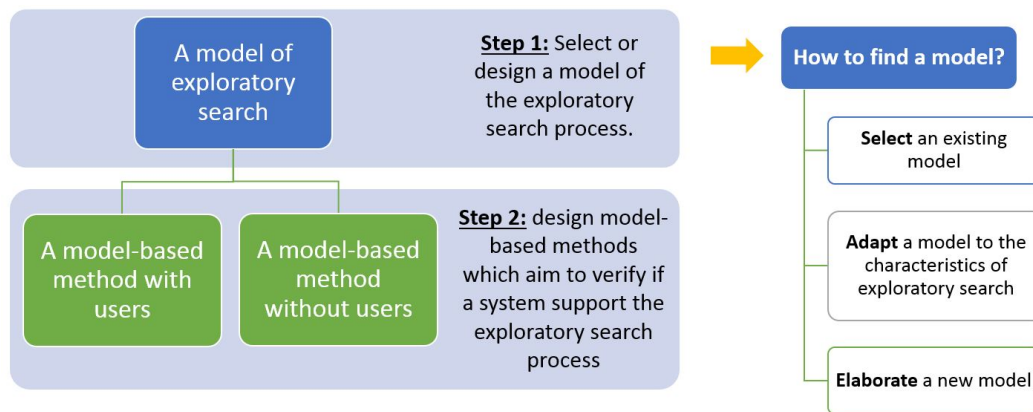 A model of
exploratory
search
Step 1: Select or
design a model of
the exploratory
search process.
A model-based
method with
users
A model-based
method
without users
Step 2: design model-
based methods
which aim to verify if
a system support the
exploratory search
process
How to find a model?
Select an existing
model
Adapt a model to the
characteristics of
exploratory search
Elaborate a new model